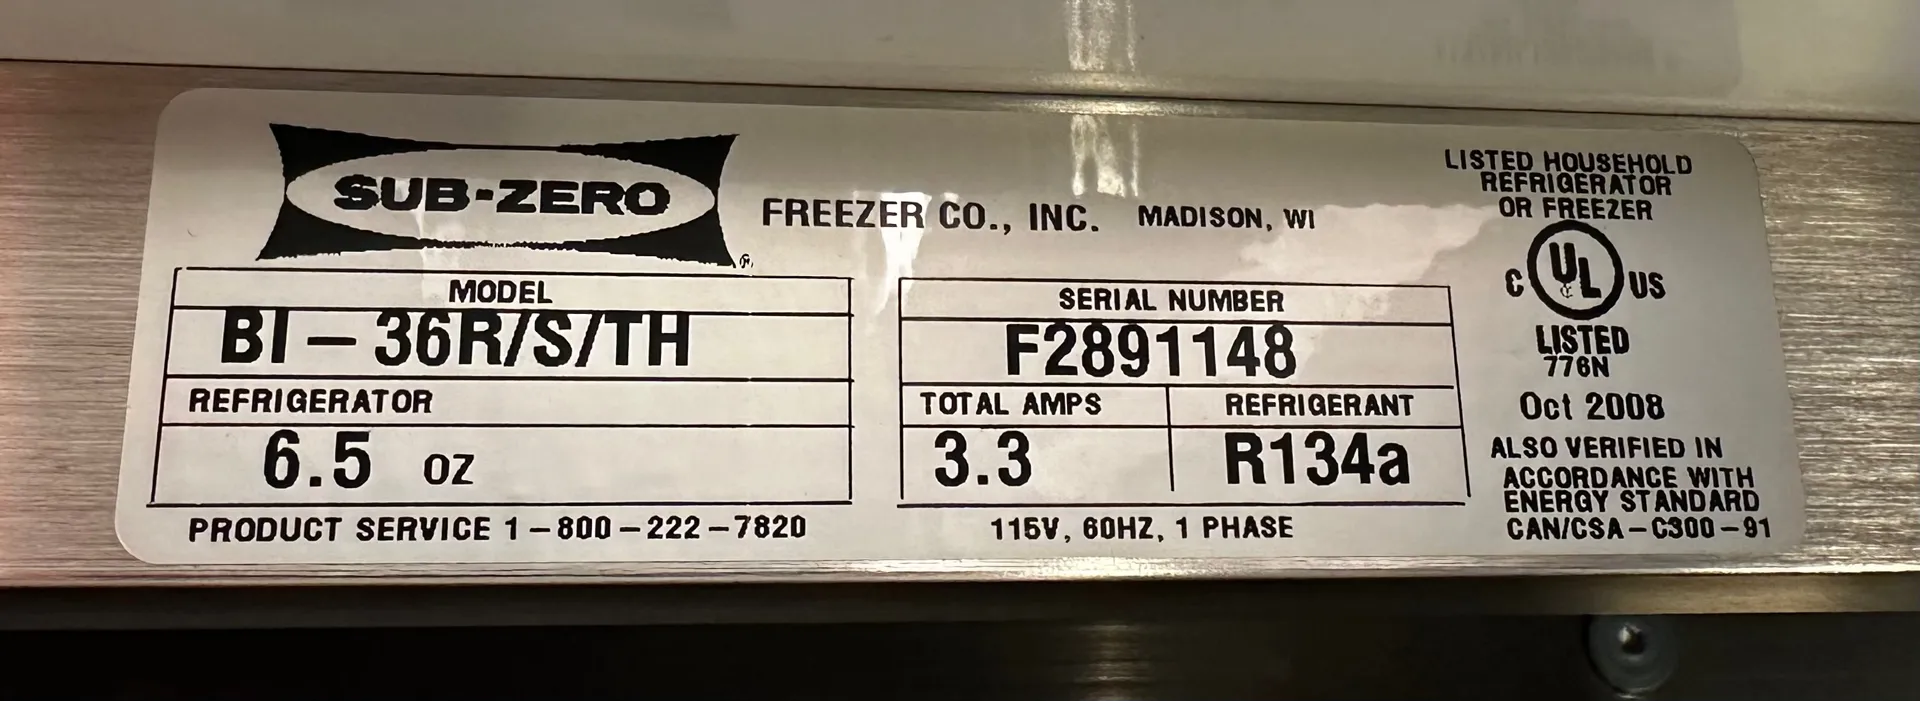 SUB-ZERO ®
FREEZER CO., INC. MADISON, WI
MODEL
BI-36R/S/TH
REFRIGERATOR
6.5 OZ
PRODUCT SERVICE 1-800-222-7820
SERIAL NUMBER
F2891148
TOTAL AMPS
3.3
REFRIGERANT
R134a
115V, 60HZ, 1 PHASE
LISTED HOUSEHOLD
REFRIGERATOR
OR FREEZER
C UL US
LISTED
776N
Oct 2008
ALSO VERIFIED IN
ACCORDANCE WITH
ENERGY STANDARD
CAN/CSA-C300-91